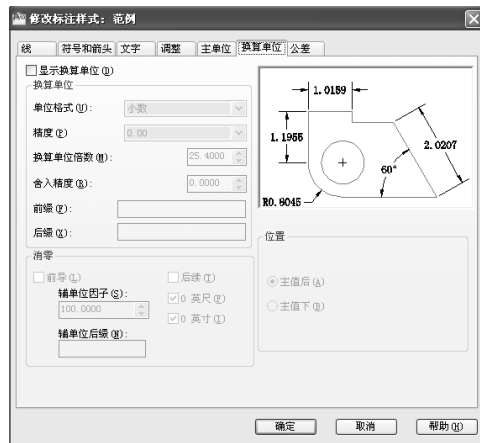 修改标注样式: 范例
线 符号和箭头 文字 调整 主单位 换算单位 公差
显示换算单位(D)
换算单位
单位格式(U): 小数
精度(P) 0.00
换算单位倍数(M): 25.4000
舍入精度(R): 0.0000
前缀(F):
后缀(X):
消零
前导(L)
辅单位因子(S):
100.0000
辅单位后缀(N):
后续(T)
0 英尺(F)
0 英寸(I)
1.0159
1.1955
2.0207
60°
R0.8045
位置
主值后(A)
主值下(B)
确定 取消 帮助(H)